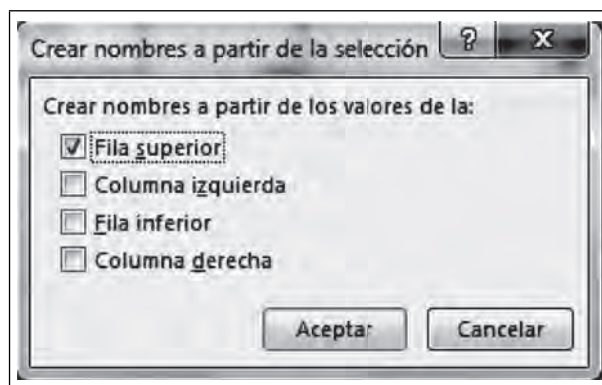 Crear nombres a partir de la selección ? X
Crear nombres a partir de los valores de la:
Fila superior
Columna izquierda
Fila inferior
Columna derecha
Aceptar Cancelar